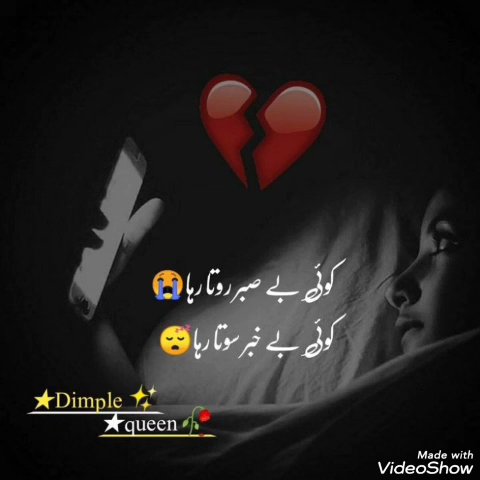 کوئی بے صبر روتا رہا😭
کوئی بے خبر سوتا رہا😴
★Dimple ✨
★queen🥀
Made with
VideoShow